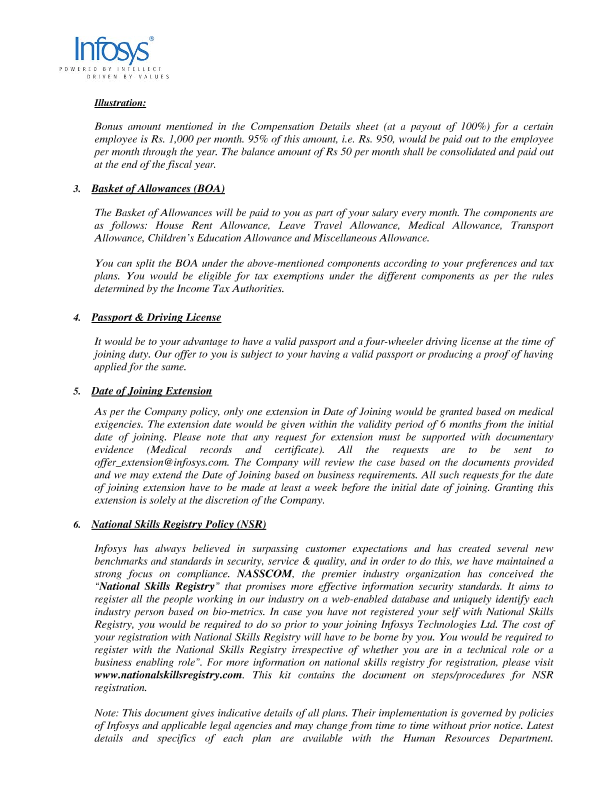 Infosys®
POWERED BY INTELLECT
DRIVEN BY VALUES
Illustration:
Bonus amount mentioned in the Compensation Details sheet (at a payout of 100%) for a certain
employee is Rs. 1,000 per month. 95% of this amount, i.e. Rs. 950, would be paid out to the employee
per month through the year. The balance amount of Rs 50 per month shall be consolidated and paid out
at the end of the fiscal year.
3. Basket of Allowances (BOA)
The Basket of Allowances will be paid to you as part of your salary every month. The components are
as follows: House Rent Allowance, Leave Travel Allowance, Medical Allowance, Transport
Allowance, Children's Education Allowance and Miscellaneous Allowance.
You can split the BOA under the above-mentioned components according to your preferences and tax
plans. You would be eligible for tax exemptions under the different components as per the rules
determined by the Income Tax Authorities.
4. Passport & Driving License
It would be to your advantage to have a valid passport and a four-wheeler driving license at the time of
joining duty. Our offer to you is subject to your having a valid passport or producing a proof of having
applied for the same.
5. Date of Joining Extension
As per the Company policy, only one extension in Date of Joining would be granted based on medical
exigencies. The extension date would be given within the validity period of 6 months from the initial
date of joining. Please note that any request for extension must be supported with documentary
evidence (Medical records and certificate). All the requests are to be sent to
offer_extension@infosys.com. The Company will review the case based on the documents provided
and we may extend the Date of Joining based on business requirements. All such requests for the date
of joining extension have to be made at least a week before the initial date of joining. Granting this
extension is solely at the discretion of the Company.
6. National Skills Registry Policy (NSR)
Infosys has always believed in surpassing customer expectations and has created several new
benchmarks and standards in security, service & quality, and in order to do this, we have maintained a
strong focus on compliance. NASSCOM, the premier industry organization has conceived the
"National Skills Registry" that promises more effective information security standards. It aims to
register all the people working in our industry on a web-enabled database and uniquely identify each
industry person based on bio-metrics. In case you have not registered your self with National Skills
Registry, you would be required to do so prior to your joining Infosys Technologies Ltd. The cost of
your registration with National Skills Registry will have to be borne by you. You would be required to
register with the National Skills Registry irrespective of whether you are in a technical role or a
business enabling role". For more information on national skills registry for registration, please visit
www.nationalskillsregistry.com. This kit contains the document on steps/procedures for NSR
registration.
Note: This document gives indicative details of all plans. Their implementation is governed by policies
of Infosys and applicable legal agencies and may change from time to time without prior notice. Latest
details and specifics of each plan are available with the Human Resources Department.